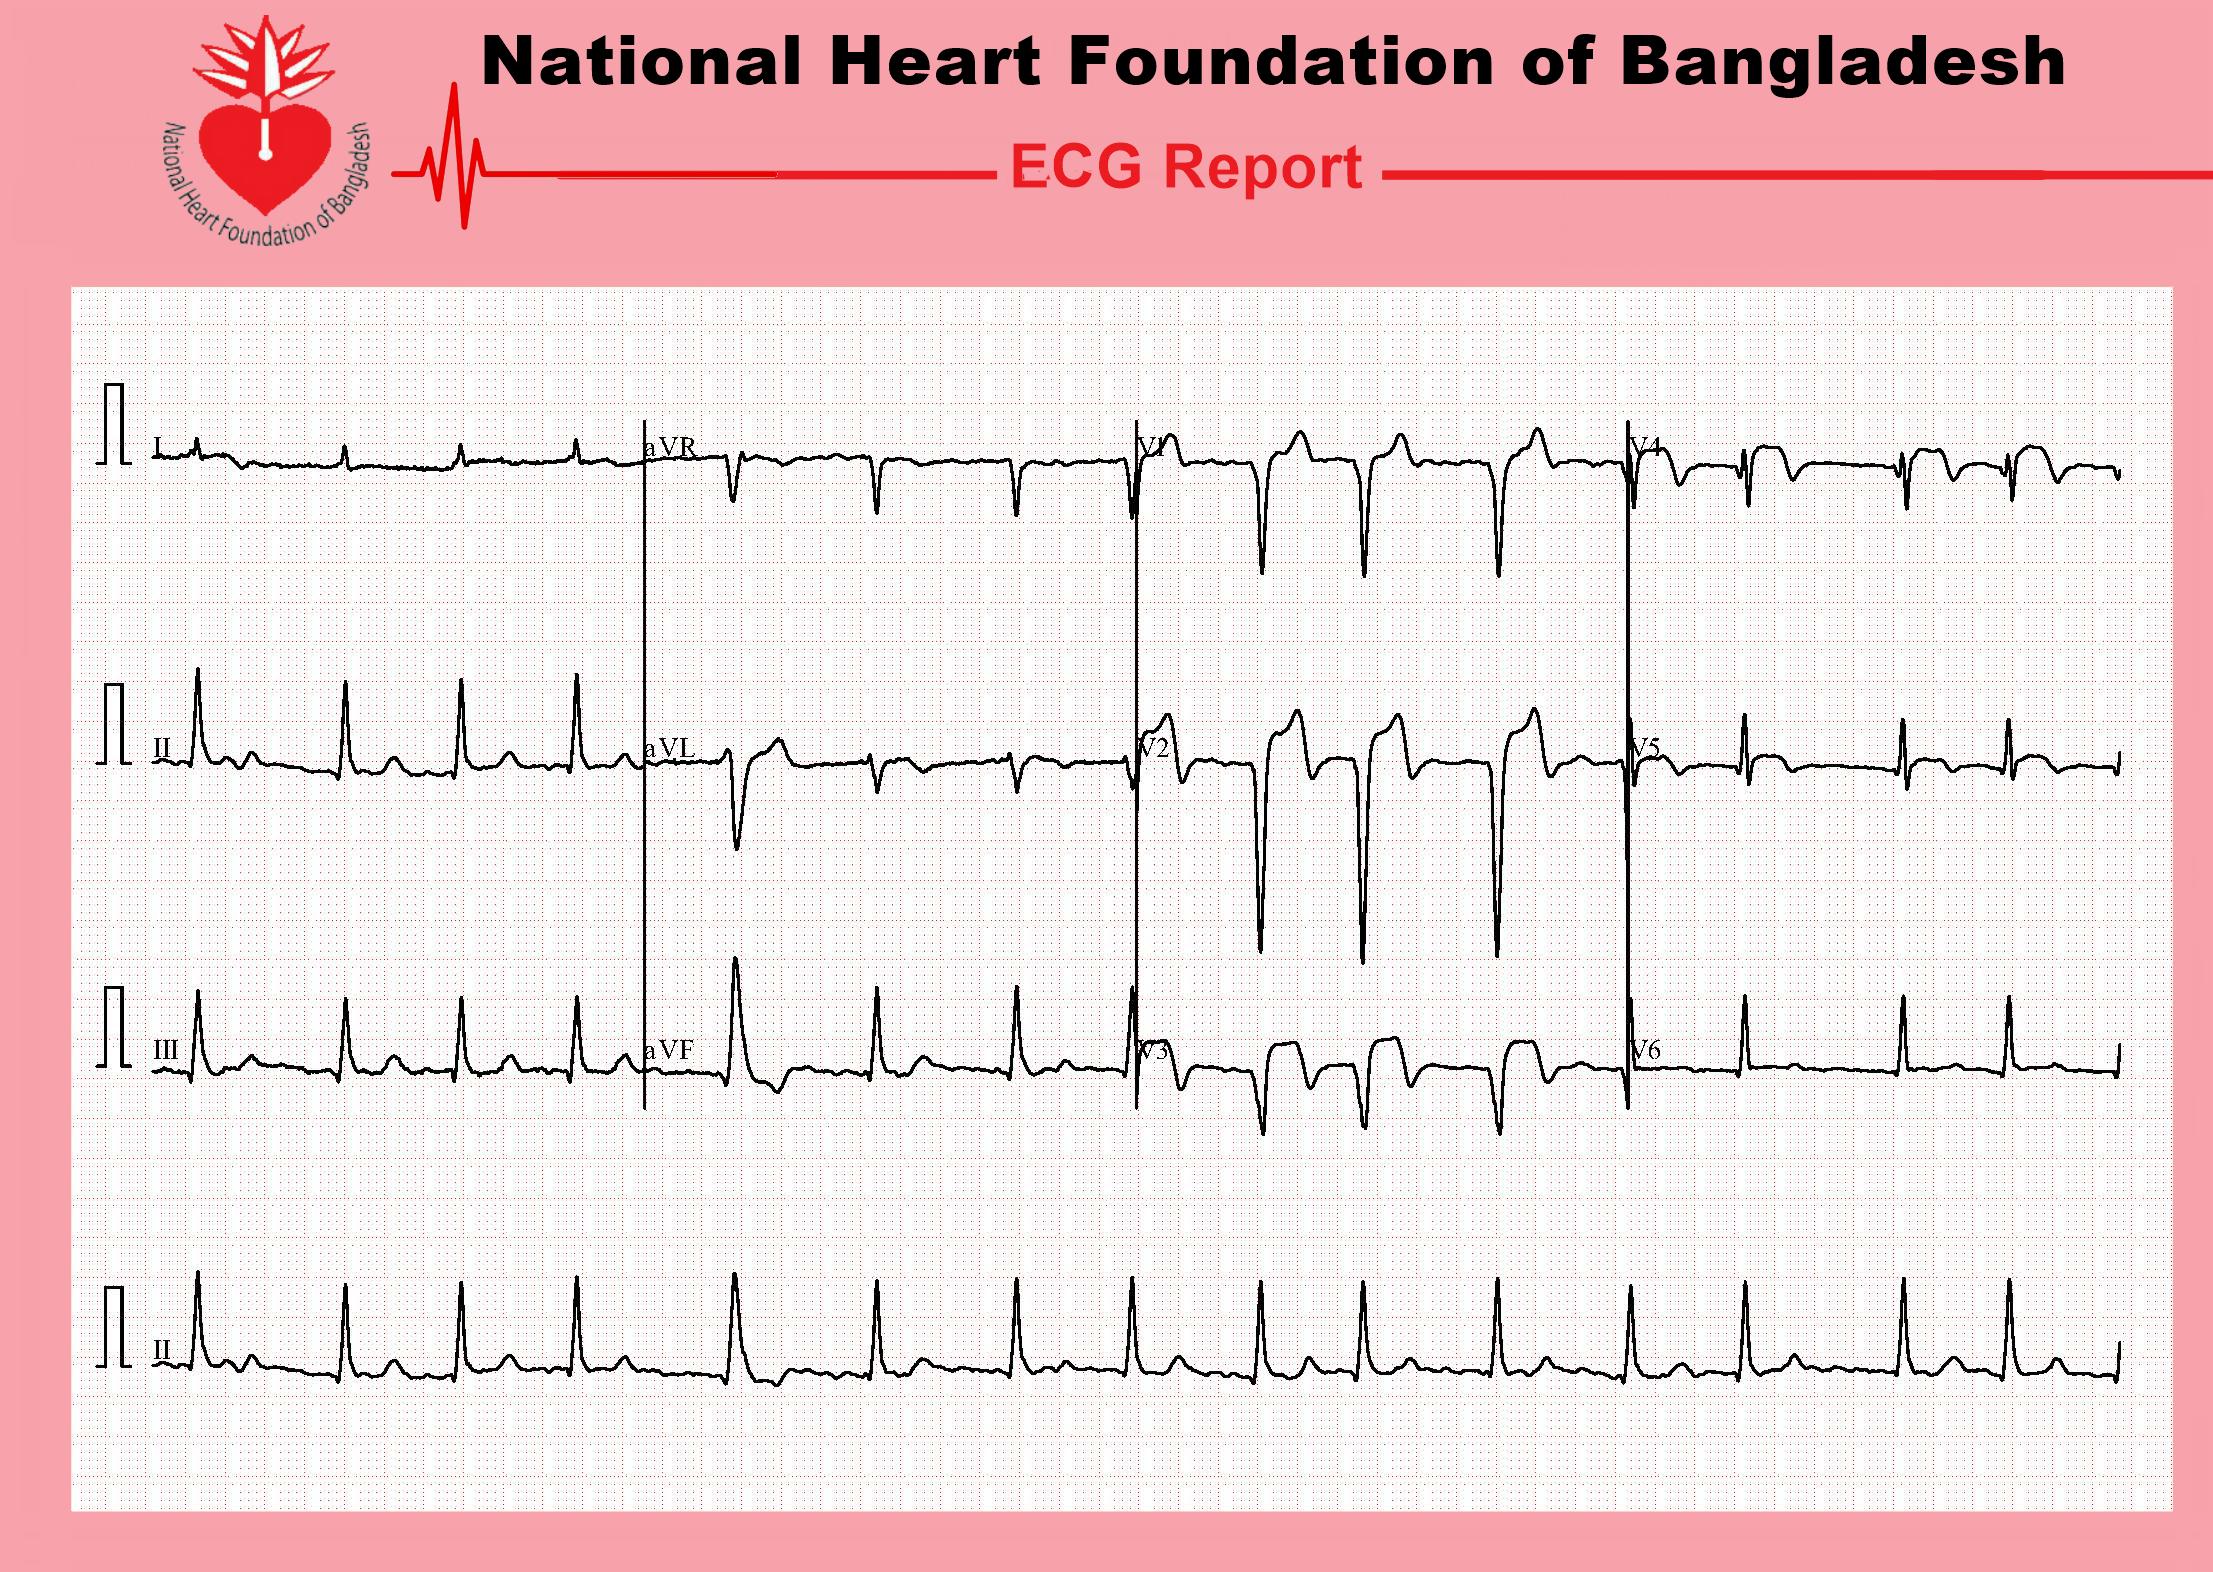 National Heart Foundation of Bangladesh
National Heart Foundation of Bangladesh
ECG Report
I aVR V1 V4
II aVL V2 V5
III aVF V3 V6
II